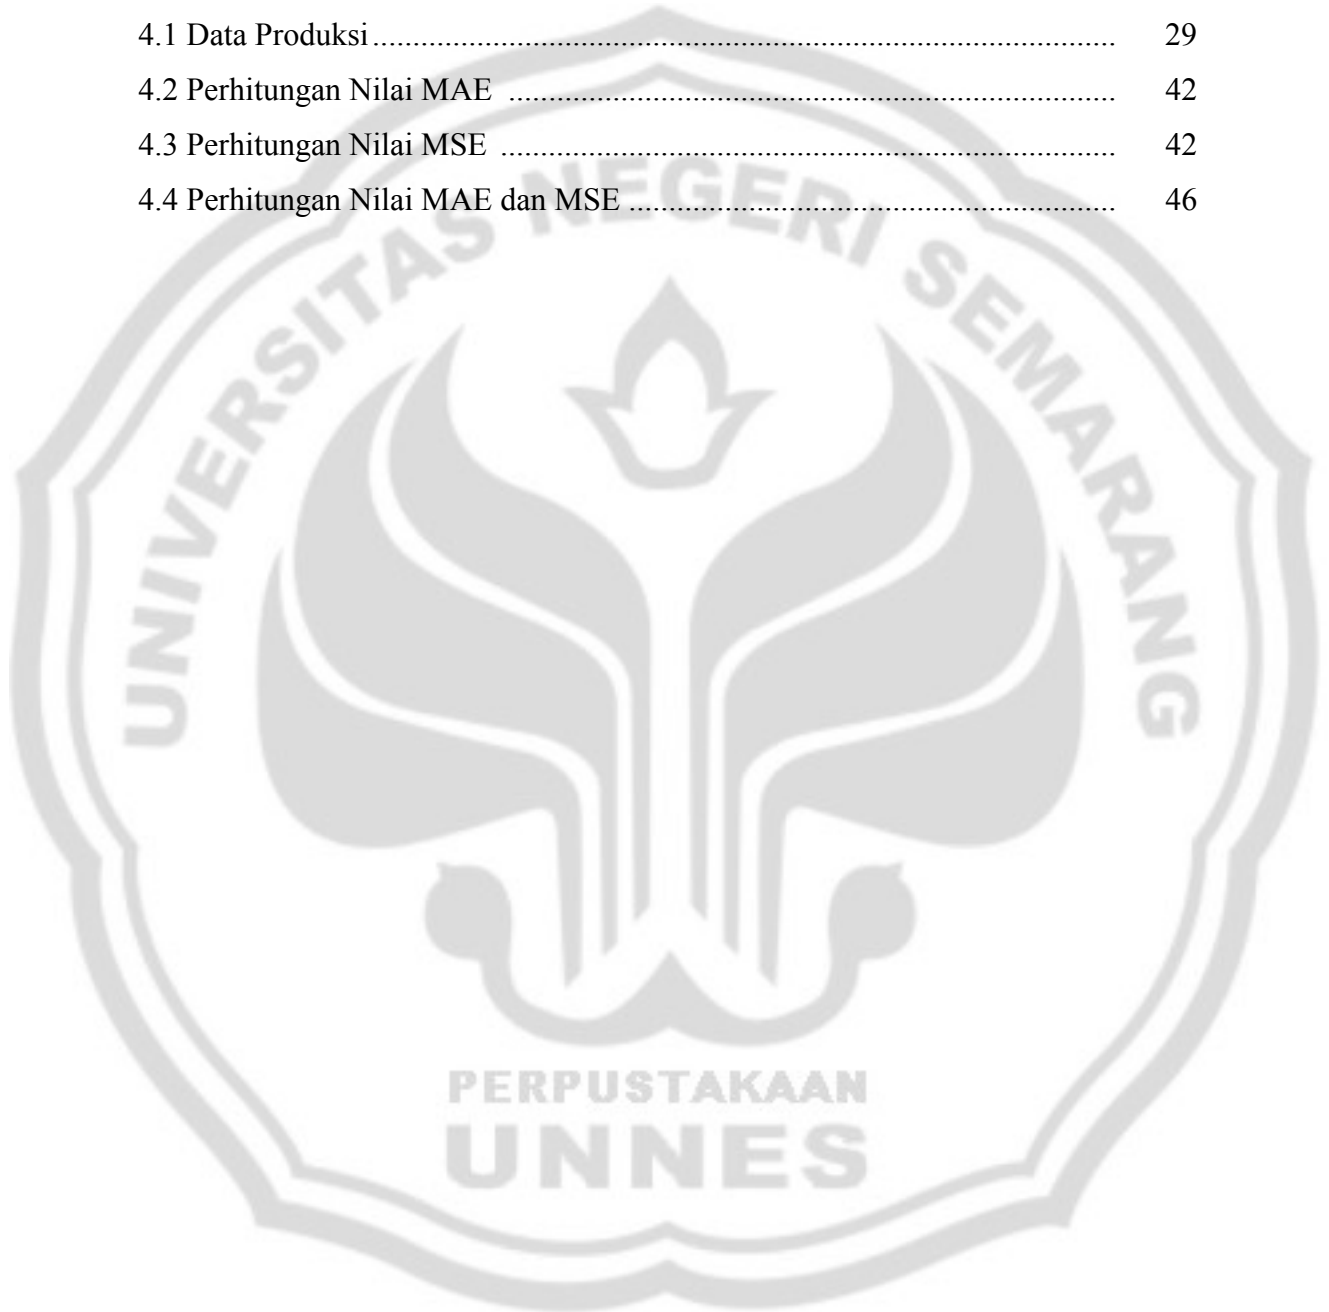 4.1 Data Produksi........................................................................................... 29
4.2 Perhitungan Nilai MAE .......................................................................... 42
4.3 Perhitungan Nilai MSE ........................................................................... 42
4.4 Perhitungan Nilai MAE dan MSE ............................................................ 46
UNIVERSITAS NEGERI SEMARANG
PERPUSTAKAAN
UNNES